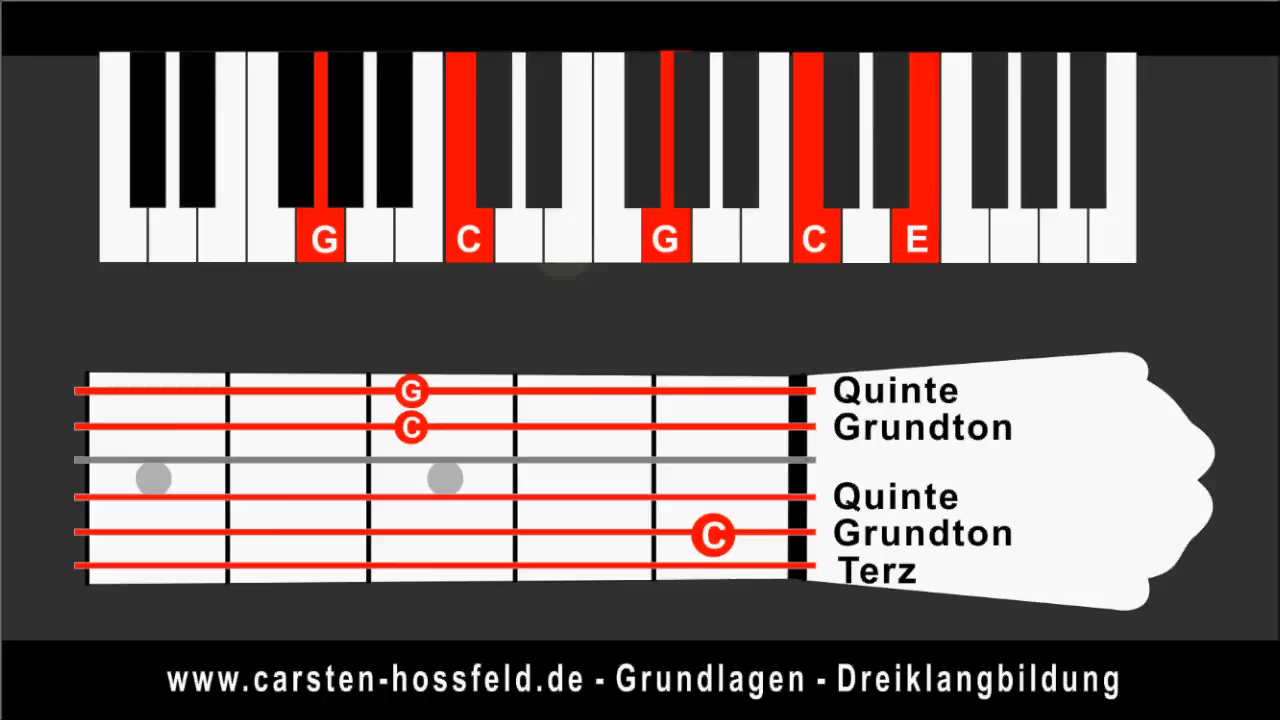 G C G C E
G Quinte
C Grundton
Quinte
C Grundton
Terz
www.carsten-hossfeld.de - Grundlagen - Dreiklangbildung